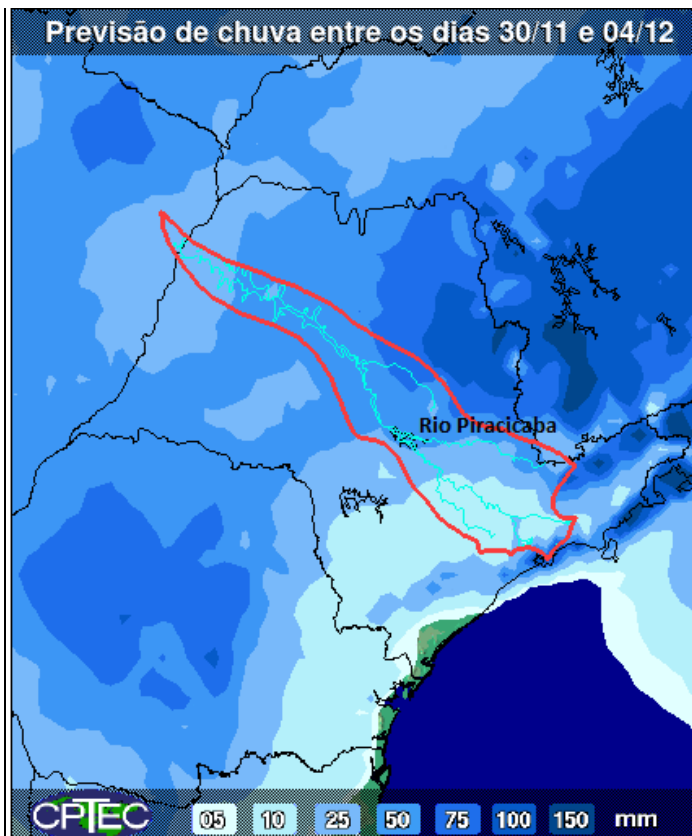 Previsão de chuva entre os dias 30/11 e 04/12
Rio Piracicaba
CPTEC 05 10 25 50 75 100 150 mm